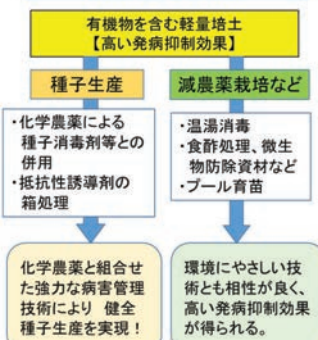 有機物を含む軽量培土
【高い発病抑制効果】
種子生産
・化学農薬による
種子消毒剤等との
併用
・抵抗性誘導剤の
箱処理
化学農薬と組合せ
た強力な病害管理
技術により 健全
種子生産を実現！
減農薬栽培など
・温湯消毒
・食酢処理、微生
物防除資材など
・プール育苗
環境にやさしい技
術とも相性が良く、
高い発病抑制効果
が得られる。